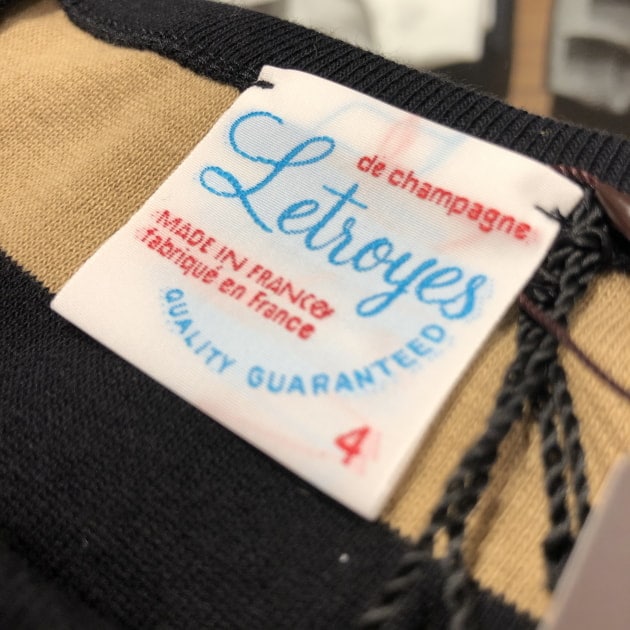 de champagne
Letroyes
MADE IN FRANCE
fabriqué en France
QUALITY GUARANTEED
4